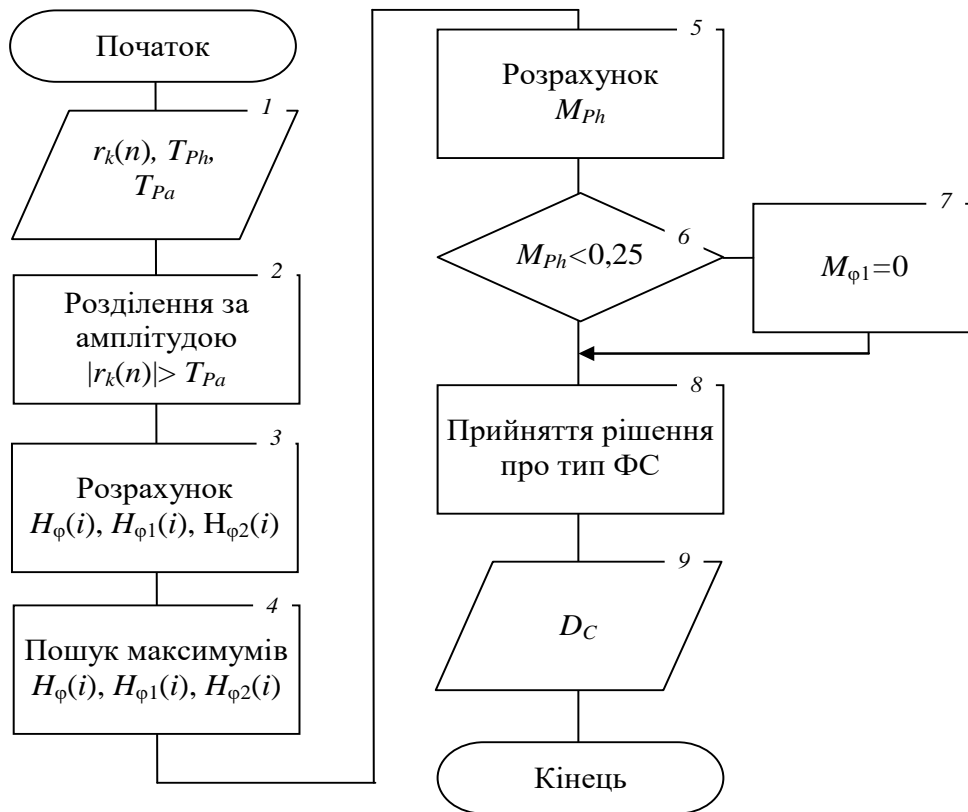 Початок
1
r_k(n), T_Ph,
T_Pa
2
Розділення за
амплітудою
|r_k(n)|> T_Pa
3
Розрахунок
H_φ(i), H_φ1(i), H_φ2(i)
4
Пошук максимумів
H_φ(i), H_φ1(i), H_φ2(i)
5
Розрахунок
M_Ph
6
M_Ph<0,25
7
M_φ1=0
8
Прийняття рішення
про тип ФС
9
D_C
Кінець